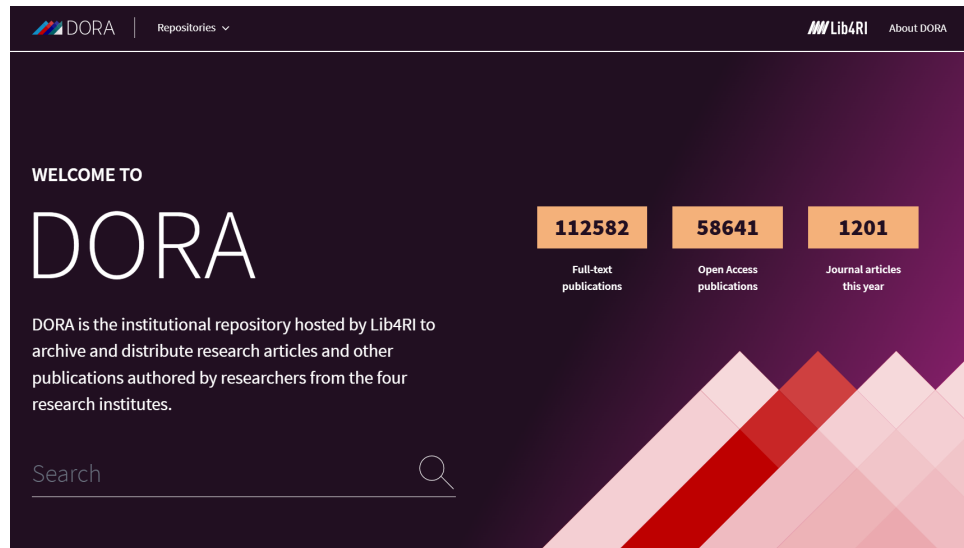 DORA
Repositories
Lib4RI
About DORA
WELCOME TO
DORA
DORA is the institutional repository hosted by Lib4RI to
archive and distribute research articles and other
publications authored by researchers from the four
research institutes.
Search
112582
Full-text
publications
58641
Open Access
publications
1201
Journal articles
this year